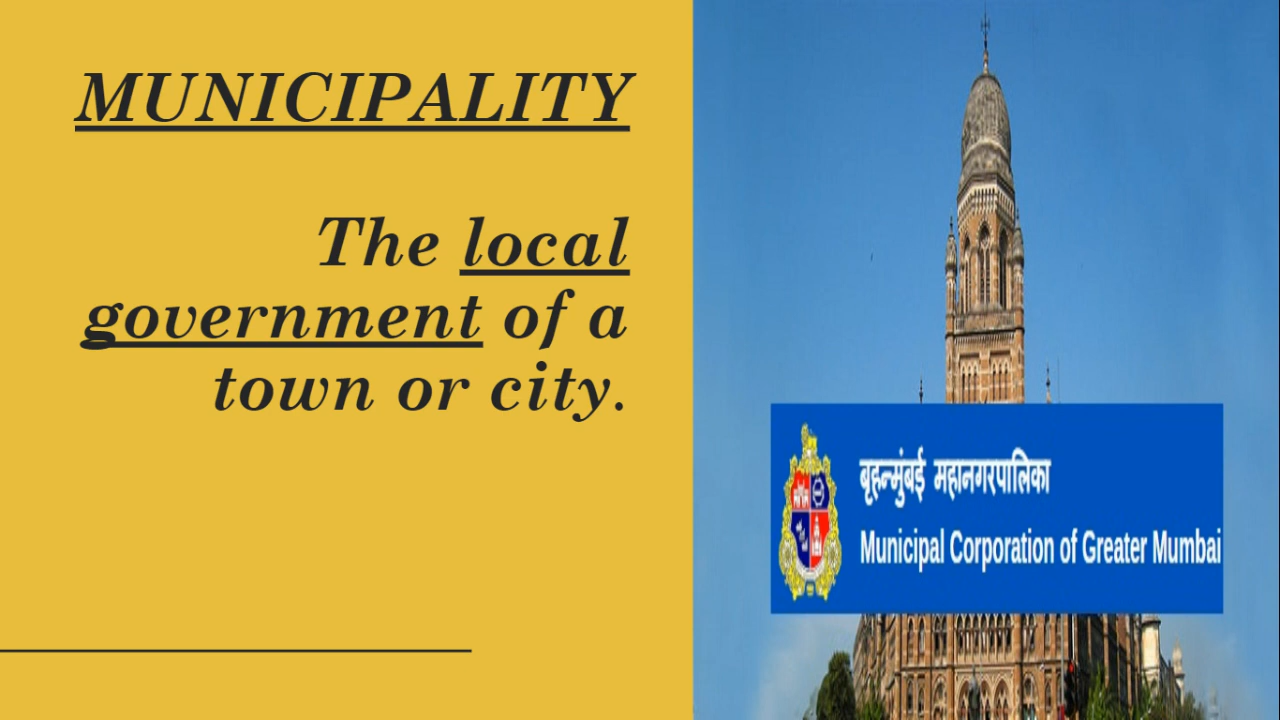 MUNICIPALITY
The local
government of a
town or city.
बृहन्मुंबई महानगरपालिका
Municipal Corporation of Greater Mumbai